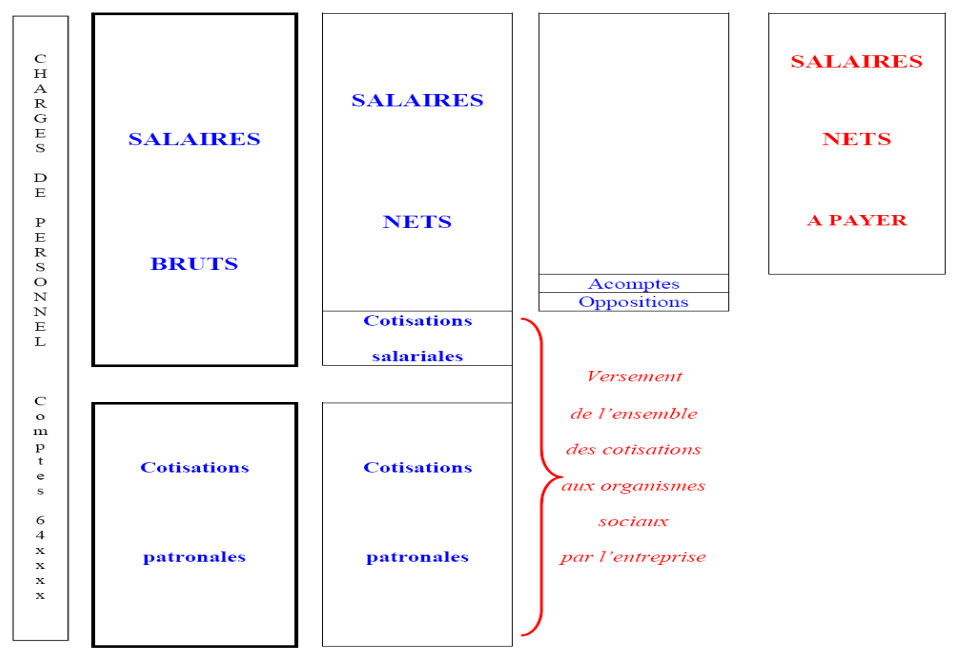 CHARGES DE PERSONNEL Comptes 64xxxxx
SALAIRES
BRUTS
Cotisations
patronales
SALAIRES
NETS
Cotisations
salariales
Cotisations
patronales
Acomptes
Oppositions
Versement
de l’ensemble
des cotisations
aux organismes
sociaux
par l’entreprise
SALAIRES
NETS
A PAYER